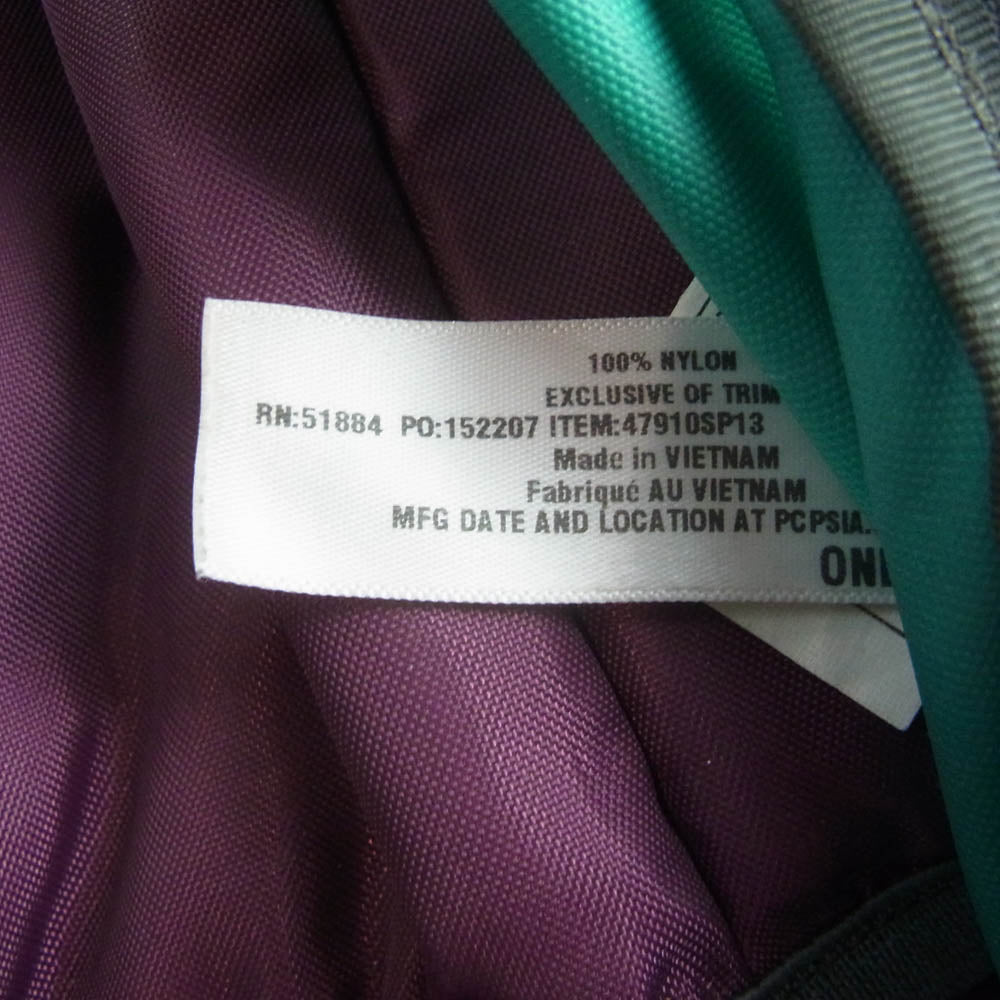 100% NYLON
EXCLUSIVE OF TRIM
RN:51884 PO:152207 ITEM:47910SP13
Made in VIETNAM
Fabriqué AU VIETNAM
MFG DATE AND LOCATION AT PCPSIA.